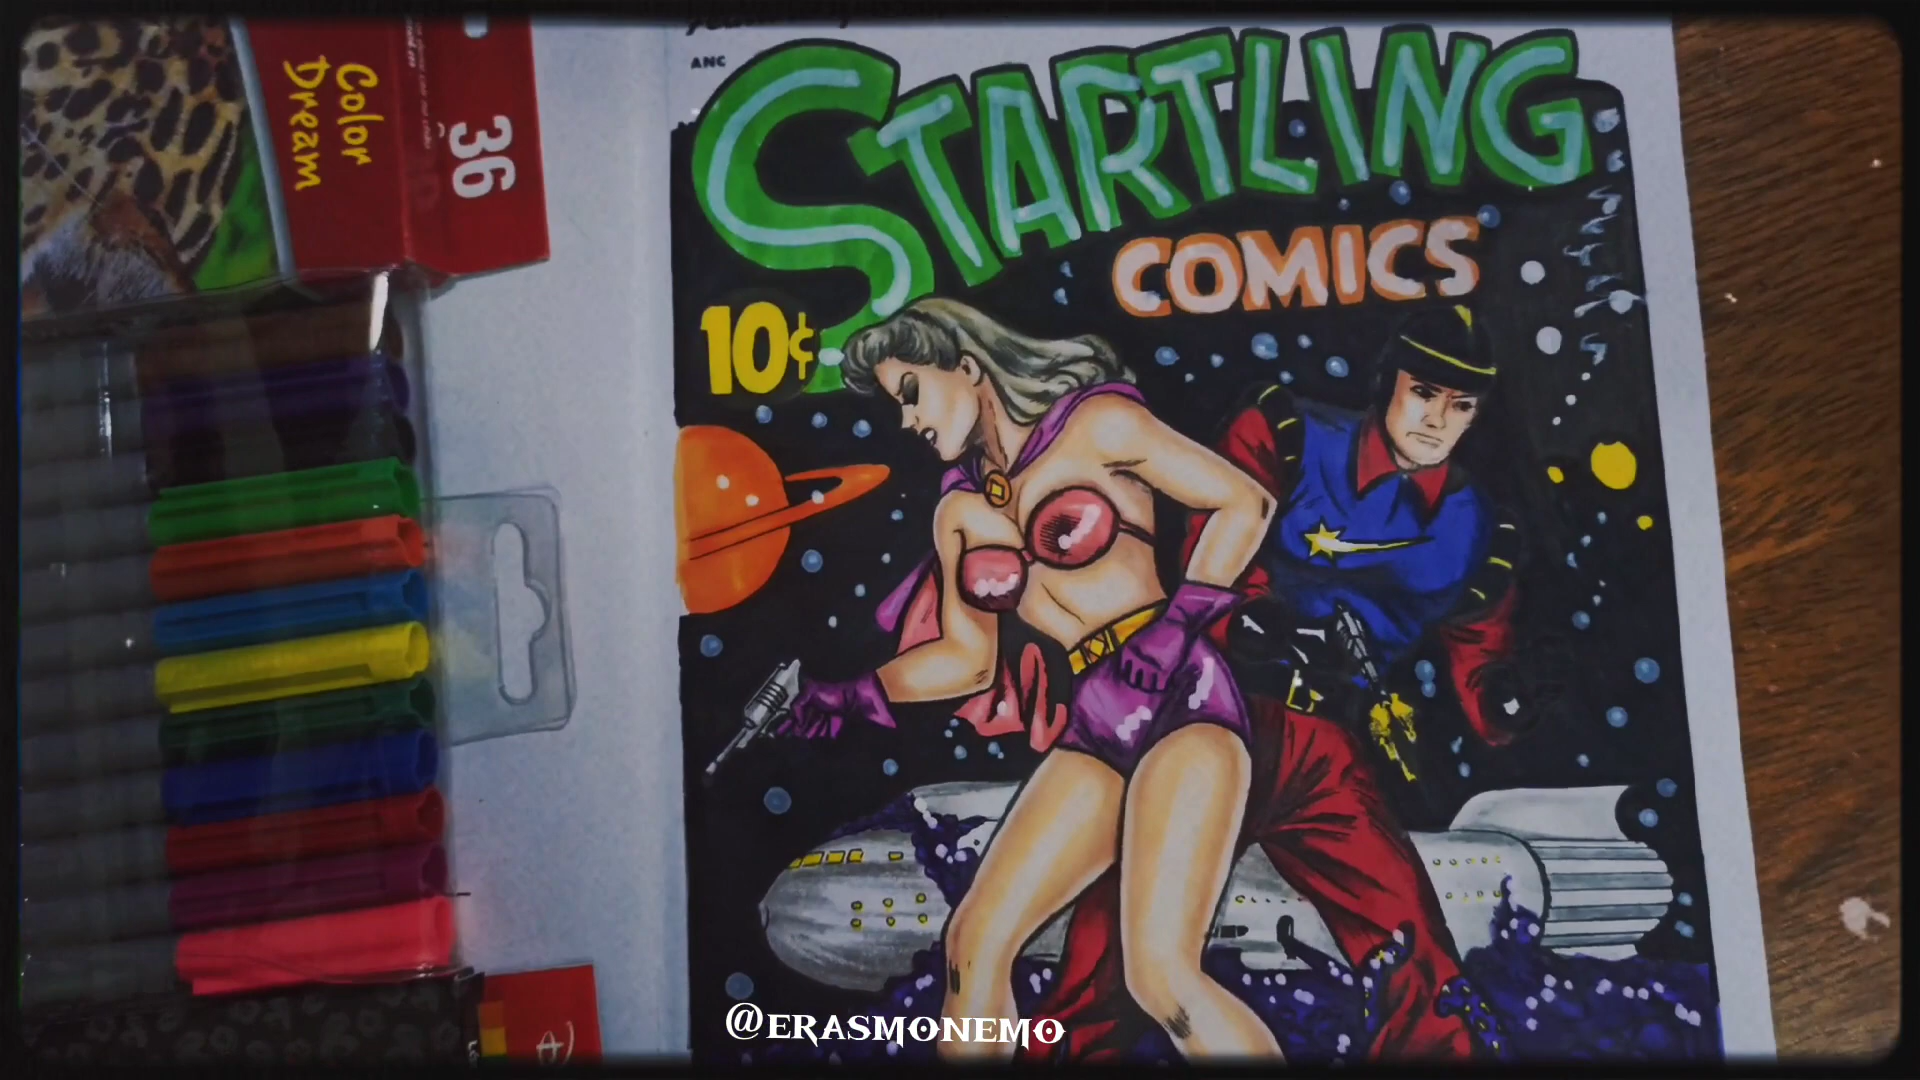 Color
Dream
36
ANC
STARTLING
COMICS
10¢
@ERASMONEMO